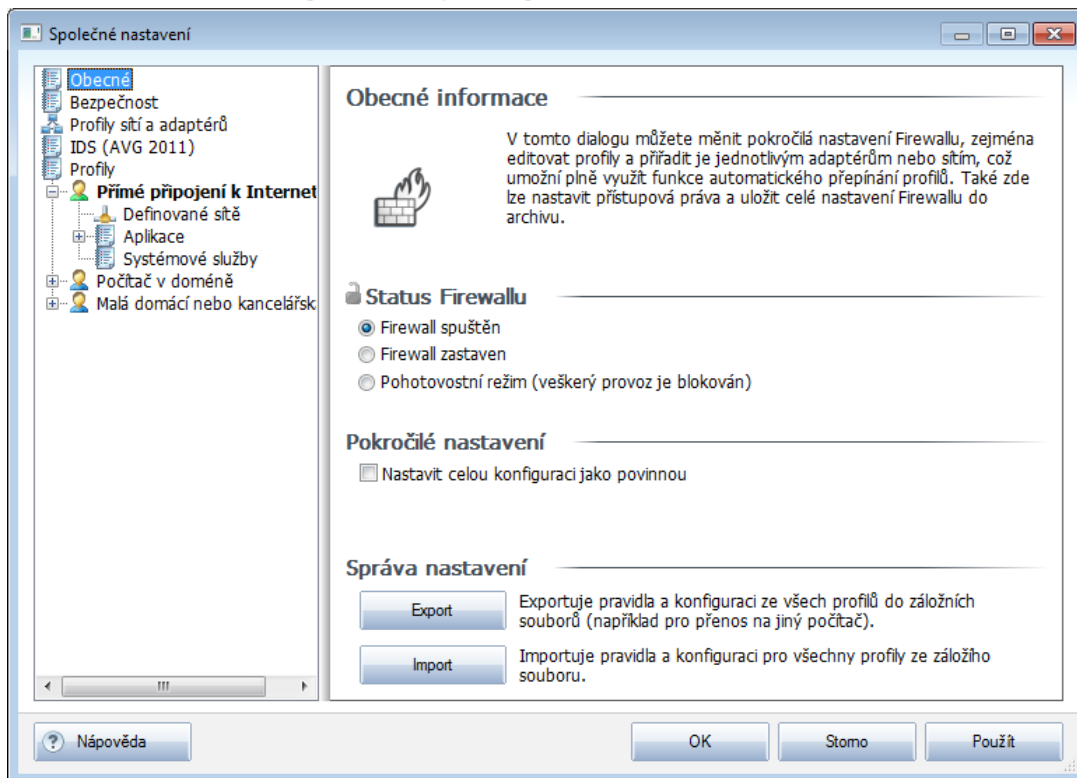 Společné nastavení
Obecné
Bezpečnost
Profily sítí a adaptérů
IDS (AVG 2011)
Profily
Přímé připojení k Internet
Definované sítě
Aplikace
Systémové služby
Počítač v doméně
Malá domácí nebo kancelářsk
Obecné informace
V tomto dialogu můžete měnit pokročilá nastavení Firewallu, zejména
editovat profily a přiřadit je jednotlivým adaptérům nebo sítím, což
umožní plně využít funkce automatického přepínání profilů. Také zde
lze nastavit přístupová práva a uložit celé nastavení Firewallu do
archivu.
Status Firewallu
Firewall spuštěn
Firewall zastaven
Pohotovostní režim (veškerý provoz je blokován)
Pokročilé nastavení
Nastavit celou konfiguraci jako povinnou
Správa nastavení
Export
Exportuje pravidla a konfiguraci ze všech profilů do záložních
souborů (například pro přenos na jiný počítač).
Import
Importuje pravidla a konfiguraci pro všechny profily ze záložího
souboru.
Nápověda
OK
Storno
Použít